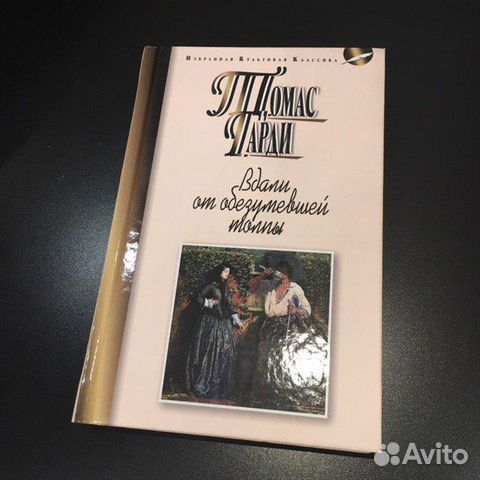 Избранная Культовая Классика
Томас
Гарди
Вдали
от обезумевшей
толпы
Avito